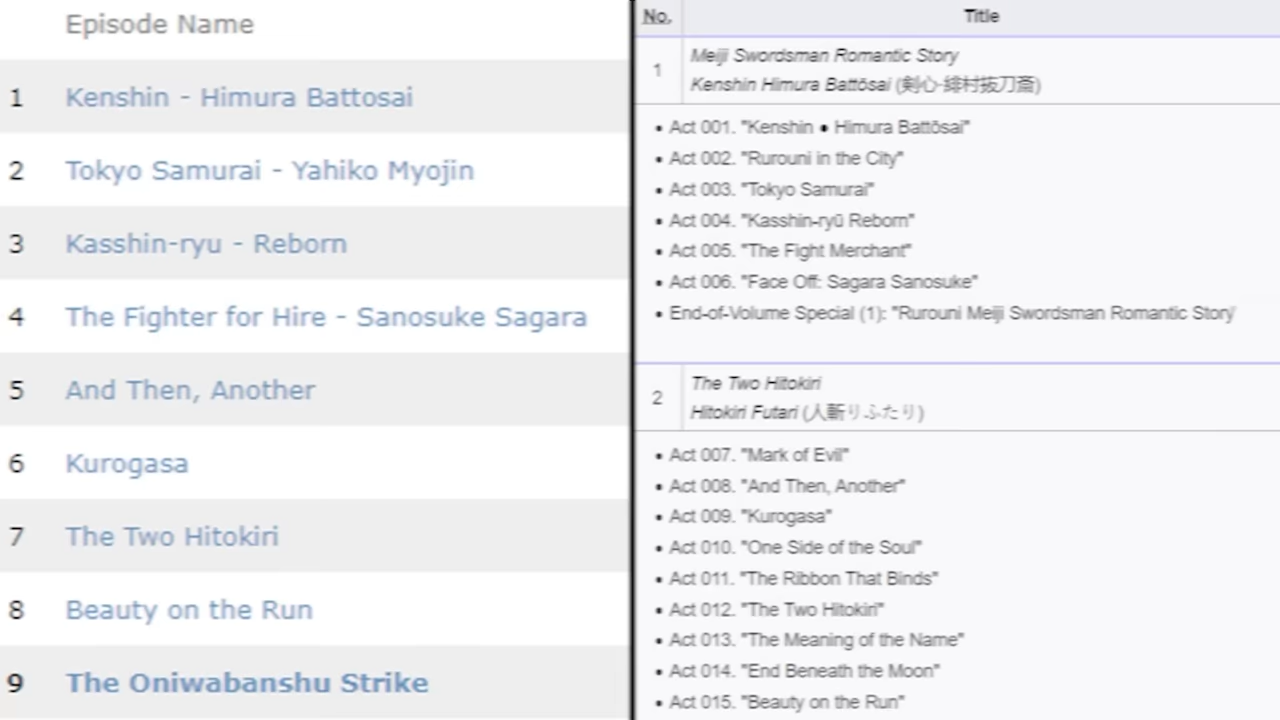 Episode Name
1 Kenshin - Himura Battosai
2 Tokyo Samurai - Yahiko Myojin
3 Kasshin-ryu - Reborn
4 The Fighter for Hire - Sanosuke Sagara
5 And Then, Another
6 Kurogasa
7 The Two Hitokiri
8 Beauty on the Run
9 The Oniwabanshu Strike
No. Title
1 Meiji Swordsman Romantic Story
Kenshin Himura Battōsai (剣心·緋村抜刀斎)
• Act 001. "Kenshin ● Himura Battōsai"
• Act 002. "Rurouni in the City"
• Act 003. "Tokyo Samurai"
• Act 004. "Kasshin-ryū Reborn"
• Act 005. "The Fight Merchant"
• Act 006. "Face Off: Sagara Sanosuke"
• End-of-Volume Special (1): "Rurouni Meiji Swordsman Romantic Story
2 The Two Hitokiri
Hitokiri Futari (人斬りふたり)
• Act 007. "Mark of Evil"
• Act 008. "And Then, Another"
• Act 009. "Kurogasa"
• Act 010. "One Side of the Soul"
• Act 011. "The Ribbon That Binds"
• Act 012. "The Two Hitokiri"
• Act 013. "The Meaning of the Name"
• Act 014. "End Beneath the Moon"
• Act 015. "Beauty on the Run"